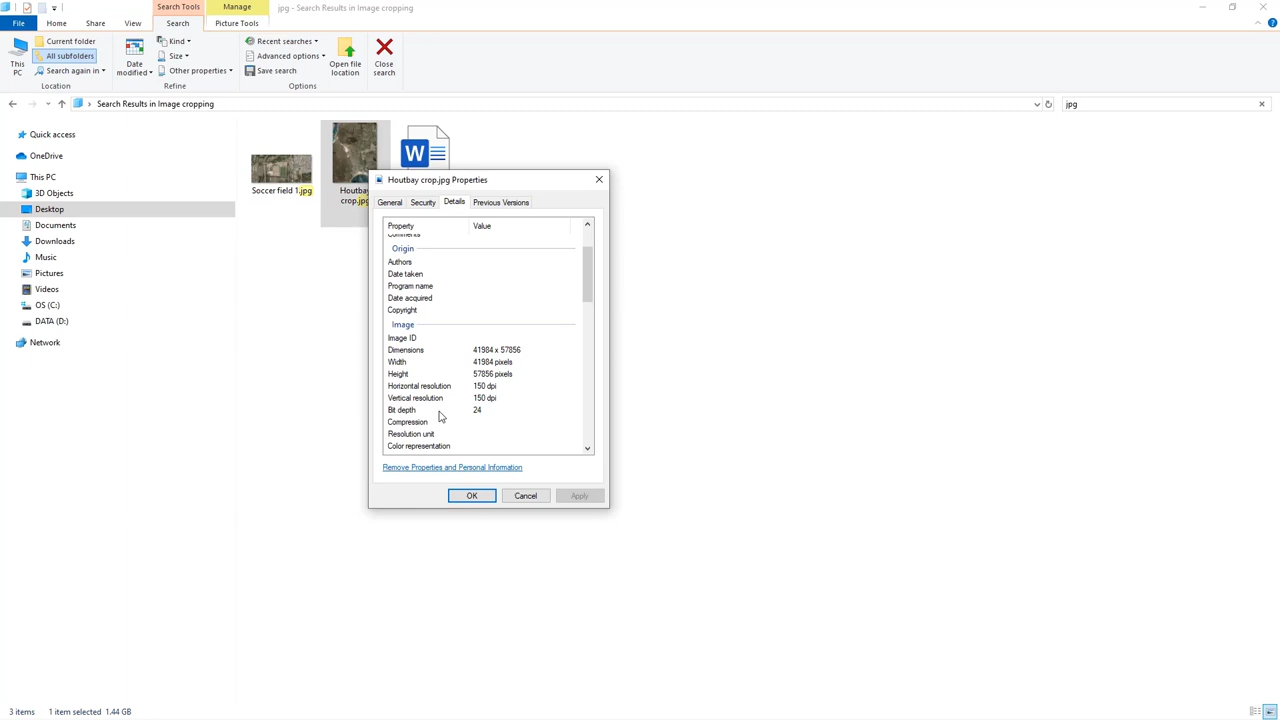 Search Tools
Manage
jpg - Search Results in Image cropping
File
Home
Share
View
Search
Picture Tools
This PC
Current folder
All subfolders
Search again in
Location
Date modified
Kind
Size
Other properties
Refine
Recent searches
Advanced options
Save search
Open file location
Options
Close search
Search Results in Image cropping
jpg
Quick access
OneDrive
This PC
3D Objects
Desktop
Documents
Downloads
Music
Pictures
Videos
OS (C:)
DATA (D:)
Network
Soccer field 1.jpg
Houtbay
crop.jpg
W
Houtbay crop.jpg Properties
General
Security
Details
Previous Versions
Property
Value
Comments
Origin
Authors
Date taken
Program name
Date acquired
Copyright
Image
Image ID
Dimensions 41984 x 57856
Width 41984 pixels
Height 57856 pixels
Horizontal resolution 150 dpi
Vertical resolution 150 dpi
Bit depth 24
Compression
Resolution unit
Color representation
Remove Properties and Personal Information
OK
Cancel
Apply
3 items
1 item selected 1.44 GB